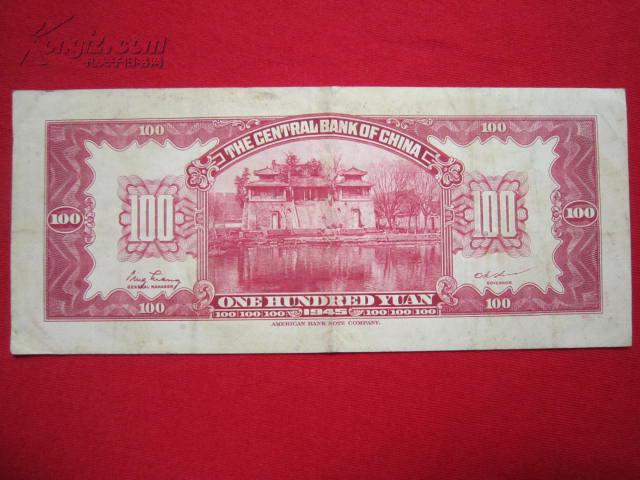 Kongfz.com
孔夫子旧书网
THE CENTRAL BANK OF CHINA
100 100
100 100 100 100
GENERAL MANAGER GOVERNOR
100 100
ONE HUNDRED YUAN
100 100 100 1945 100 100 100
AMERICAN BANK NOTE COMPANY.